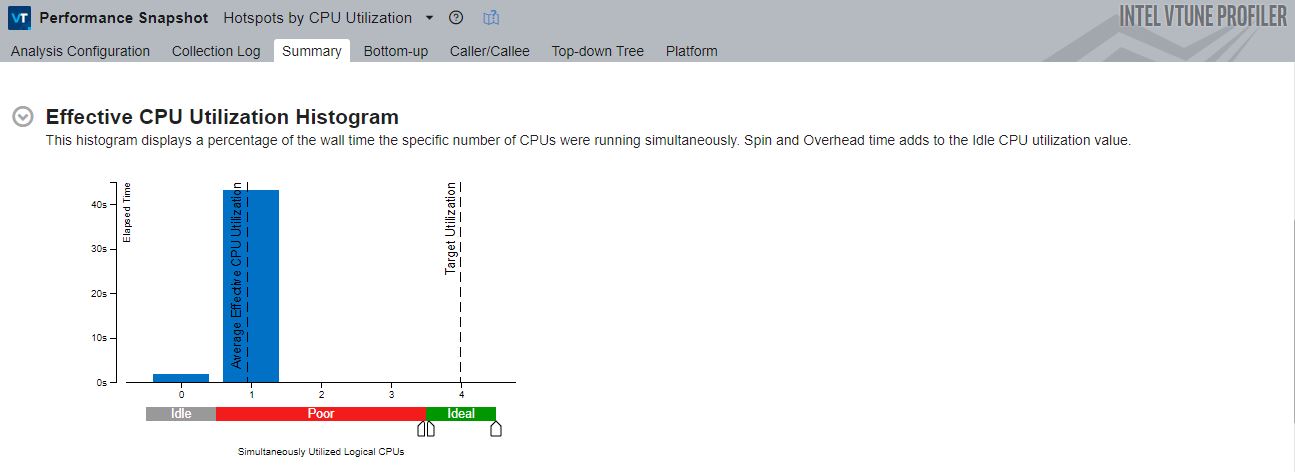 VT Performance Snapshot Hotspots by CPU Utilization ?
INTEL VTUNE PROFILER
Analysis Configuration Collection Log Summary Bottom-up Caller/Callee Top-down Tree Platform
Effective CPU Utilization Histogram
This histogram displays a percentage of the wall time the specific number of CPUs were running simultaneously. Spin and Overhead time adds to the Idle CPU utilization value.
Elapsed Time
40s
30s
20s
10s
0s
Average Effective CPU Utilization
Target Utilization
0 1 2 3 4
Idle Poor Ideal
Simultaneously Utilized Logical CPUs